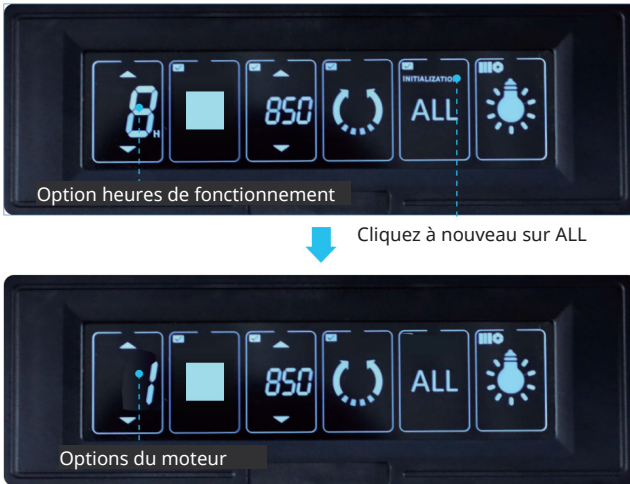 8H
850
INITIALIZATION
ALL
Option heures de fonctionnement
Cliquez à nouveau sur ALL
1
850
ALL
Options du moteur